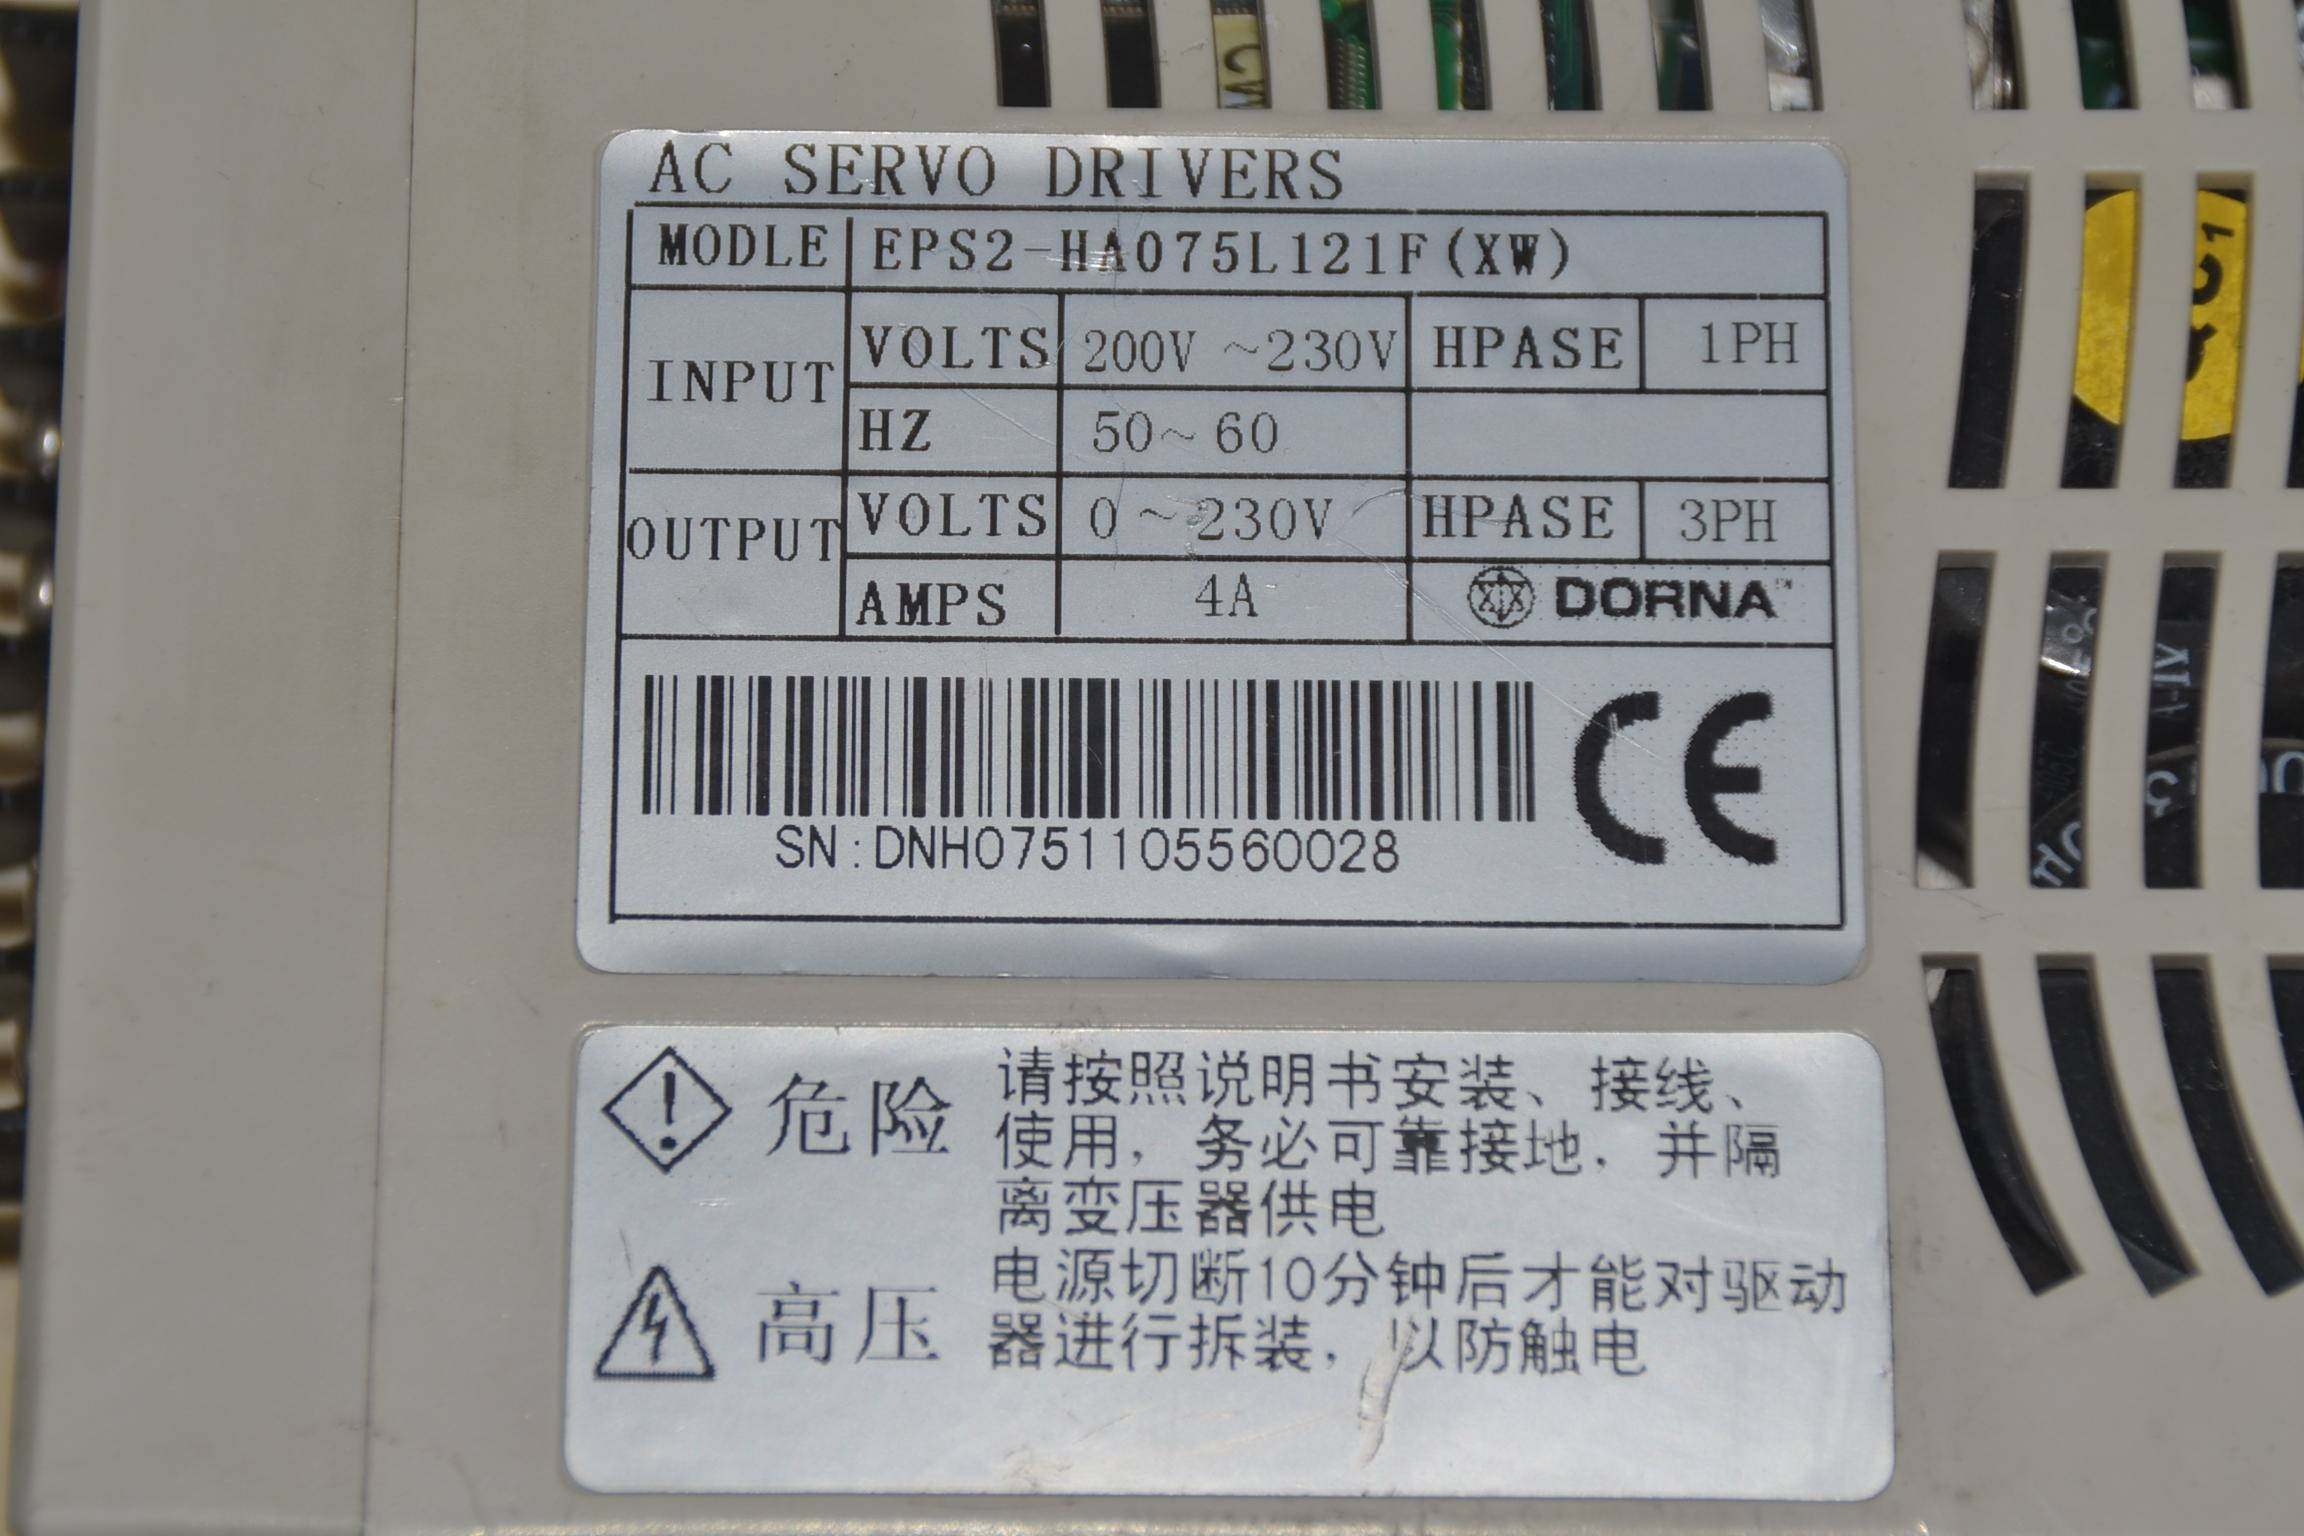 AC SERVO DRIVERS
MODLE EPS2-HA075L121F(XW)
INPUT VOLTS 200V ~230V HPASE 1PH
HZ 50~ 60
OUTPUT VOLTS 0 ~ 230V HPASE 3PH
AMPS 4A DORNA™
SN:DNH0751105560028
CE
危险 请按照说明书安装、接线、
使用，务必可靠接地，并隔
离变压器供电
高压 电源切断10分钟后才能对驱动
器进行拆装，以防触电